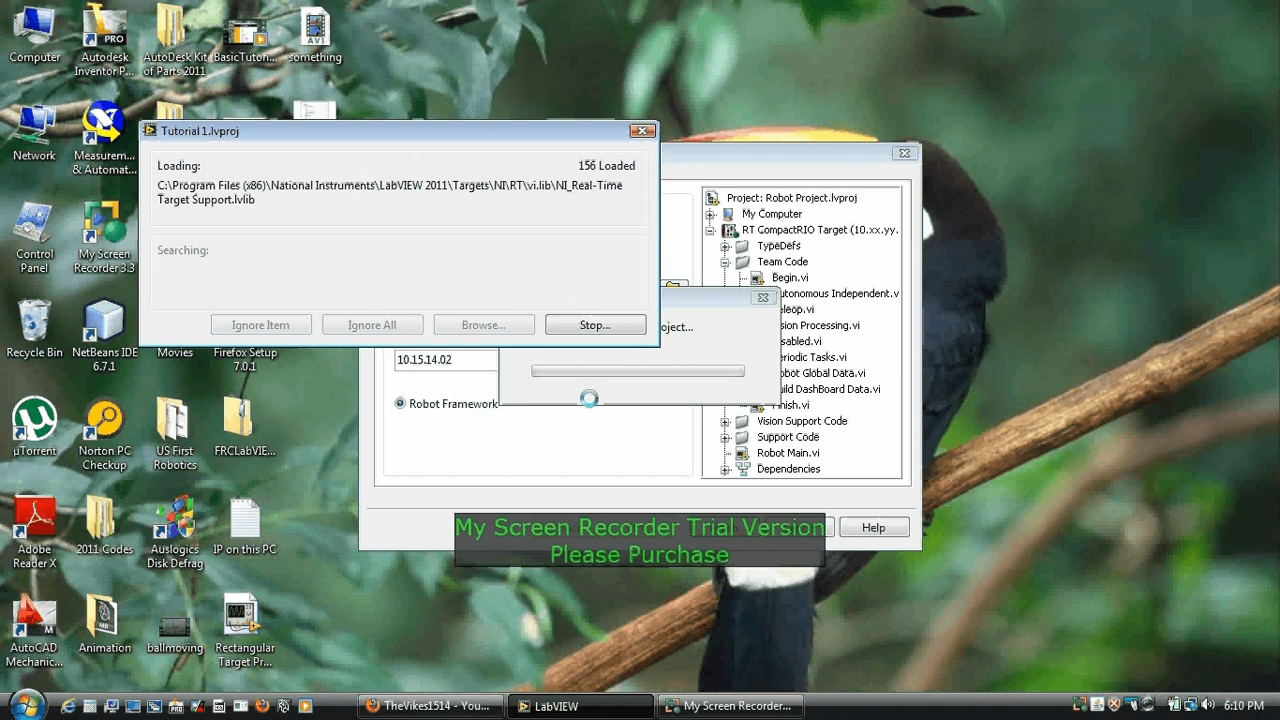 Computer
Autodesk
Inventor P...
AutoDesk Kit
of Parts 2011
BasicTutori...
something
Network
Measurem...
& Automat...
Control
Panel
My Screen
Recorder 3.3
Recycle Bin
NetBeans IDE
6.7.1
Movies
Firefox Setup
7.0.1
µTorrent
Norton PC
Checkup
US First
Robotics
FRCLabVIE...
Adobe
Reader X
2011 Codes
Auslogics
Disk Defrag
IP on this PC
AutoCAD
Mechanic...
Animation
ballmoving
Rectangular
Target Pr...
Tutorial 1.lvproj
Loading:
156 Loaded
C:\Program Files (x86)\National Instruments\LabVIEW 2011\Targets\NI\RT\vi.lib\NI_Real-Time
Target Support.lvlib
Searching:
Ignore Item
Ignore All
Browse...
Stop...
oject...
10.15.14.02
Robot Framework
Project: Robot Project.lvproj
My Computer
RT CompactRIO Target (10.xx.yy.
TypeDefs
Team Code
Begin.vi
utonomous Independent.v
eleop.vi
ision Processing.vi
isabled.vi
eriodic Tasks.vi
obot Global Data.vi
uild DashBoard Data.vi
Finish.vi
Vision Support Code
Support Code
Robot Main.vi
Dependencies
Help
My Screen Recorder Trial Version
Please Purchase
TheVikes1514 - You...
LabVIEW
My Screen Recorder...
6:10 PM